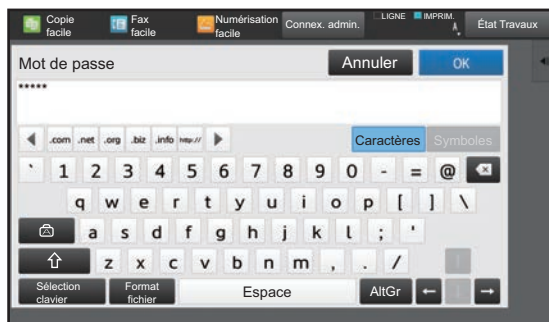 Copie facile
Fax facile
Numérisation facile
Connex. admin.
LIGNE
IMPRIM.
État Travaux
Mot de passe
Annuler
OK
*****
.com .net .org .biz .info http://
Caractères
Symboles
` 1 2 3 4 5 6 7 8 9 0 - = @
q w e r t y u i o p [ ] \
a s d f g h j k l ; '
z x c v b n m , . /
Sélection clavier
Format fichier
Espace
AltGr